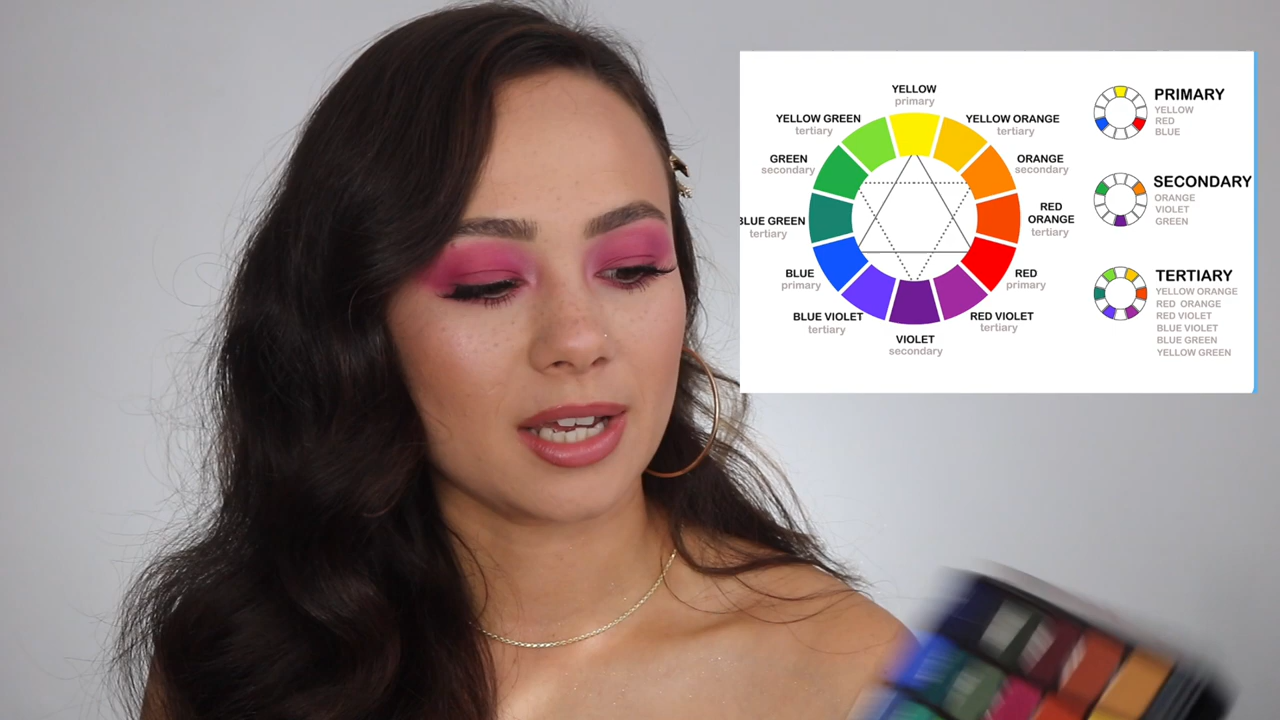 YELLOW
primary
YELLOW GREEN
tertiary
YELLOW ORANGE
tertiary
GREEN
secondary
ORANGE
secondary
BLUE GREEN
tertiary
RED
ORANGE
tertiary
BLUE
primary
RED
primary
BLUE VIOLET
tertiary
RED VIOLET
tertiary
VIOLET
secondary
PRIMARY
YELLOW
RED
BLUE
SECONDARY
ORANGE
VIOLET
GREEN
TERTIARY
YELLOW ORANGE
RED ORANGE
RED VIOLET
BLUE VIOLET
BLUE GREEN
YELLOW GREEN